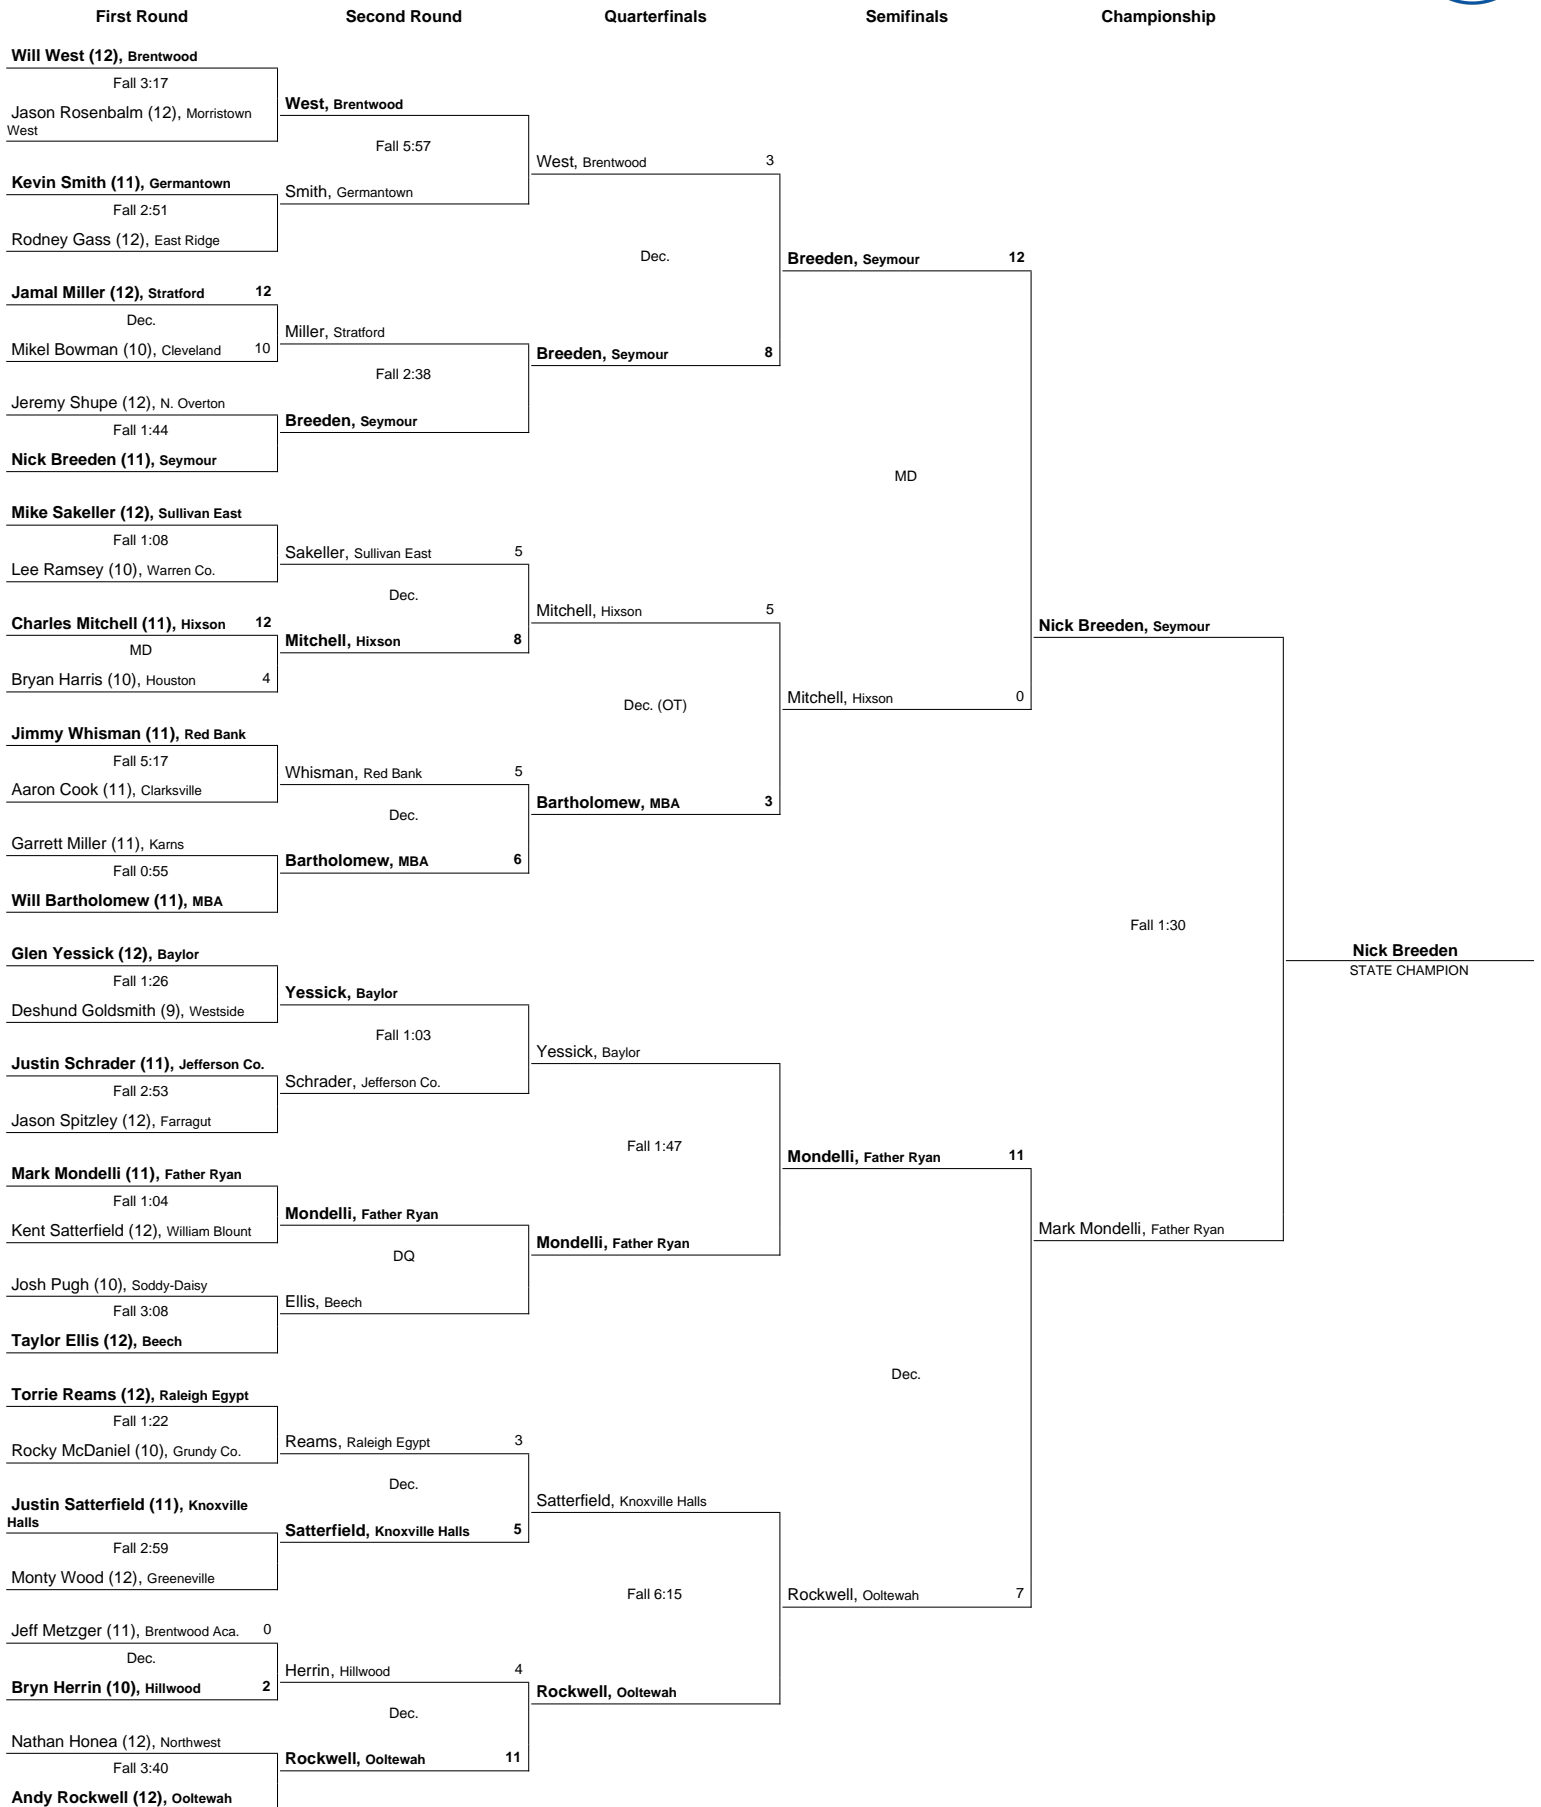 First Round Second Round Quarterfinals Semifinals Championship
Will West (12), Brentwood
Fall 3:17
Jason Rosenbalm (12), Morristown
West
Kevin Smith (11), Germantown
Fall 2:51
Rodney Gass (12), East Ridge
Jamal Miller (12), Stratford 12
Dec.
Mikel Bowman (10), Cleveland 10
Jeremy Shupe (12), N. Overton
Fall 1:44
Nick Breeden (11), Seymour
Mike Sakeller (12), Sullivan East
Fall 1:08
Lee Ramsey (10), Warren Co.
Charles Mitchell (11), Hixson 12
MD
Bryan Harris (10), Houston 4
Jimmy Whisman (11), Red Bank
Fall 5:17
Aaron Cook (11), Clarksville
Garrett Miller (11), Karns
Fall 0:55
Will Bartholomew (11), MBA
Glen Yessick (12), Baylor
Fall 1:26
Deshund Goldsmith (9), Westside
Justin Schrader (11), Jefferson Co.
Fall 2:53
Jason Spitzley (12), Farragut
Mark Mondelli (11), Father Ryan
Fall 1:04
Kent Satterfield (12), William Blount
Josh Pugh (10), Soddy-Daisy
Fall 3:08
Taylor Ellis (12), Beech
Torrie Reams (12), Raleigh Egypt
Fall 1:22
Rocky McDaniel (10), Grundy Co.
Justin Satterfield (11), Knoxville
Halls
Fall 2:59
Monty Wood (12), Greeneville
Jeff Metzger (11), Brentwood Aca. 0
Dec.
Bryn Herrin (10), Hillwood 2
Nathan Honea (12), Northwest
Fall 3:40
Andy Rockwell (12), Ooltewah
West, Brentwood
Fall 5:57
Smith, Germantown
Miller, Stratford
Fall 2:38
Breeden, Seymour
Sakeller, Sullivan East 5
Dec.
Mitchell, Hixson 8
Whisman, Red Bank 5
Dec.
Bartholomew, MBA 6
Yessick, Baylor
Fall 1:03
Schrader, Jefferson Co.
Mondelli, Father Ryan
DQ
Ellis, Beech
Reams, Raleigh Egypt 3
Dec.
Satterfield, Knoxville Halls 5
Herrin, Hillwood 4
Dec.
Rockwell, Ooltewah 11
West, Brentwood 3
Dec.
Breeden, Seymour 8
Mitchell, Hixson 5
Dec. (OT)
Bartholomew, MBA 3
Yessick, Baylor
Fall 1:47
Mondelli, Father Ryan
Satterfield, Knoxville Halls
Fall 6:15
Rockwell, Ooltewah
Breeden, Seymour 12
MD
Mitchell, Hixson 0
Mondelli, Father Ryan 11
Dec.
Rockwell, Ooltewah 7
Nick Breeden, Seymour
Fall 1:30
Mark Mondelli, Father Ryan
Nick Breeden
STATE CHAMPION